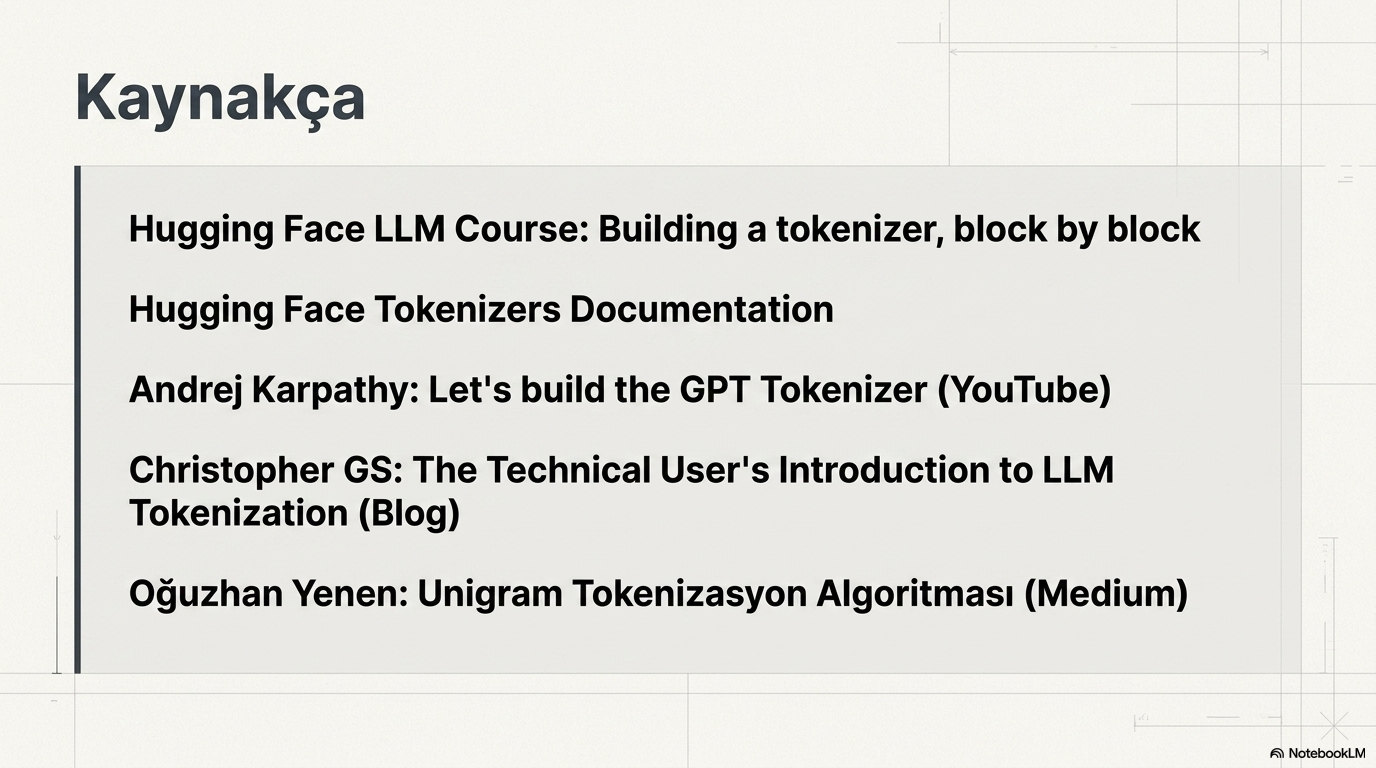 Kaynakça
Hugging Face LLM Course: Building a tokenizer, block by block
Hugging Face Tokenizers Documentation
Andrej Karpathy: Let's build the GPT Tokenizer (YouTube)
Christopher GS: The Technical User's Introduction to LLM
Tokenization (Blog)
Oğuzhan Yenen: Unigram Tokenizasyon Algoritması (Medium)
NotebookLM